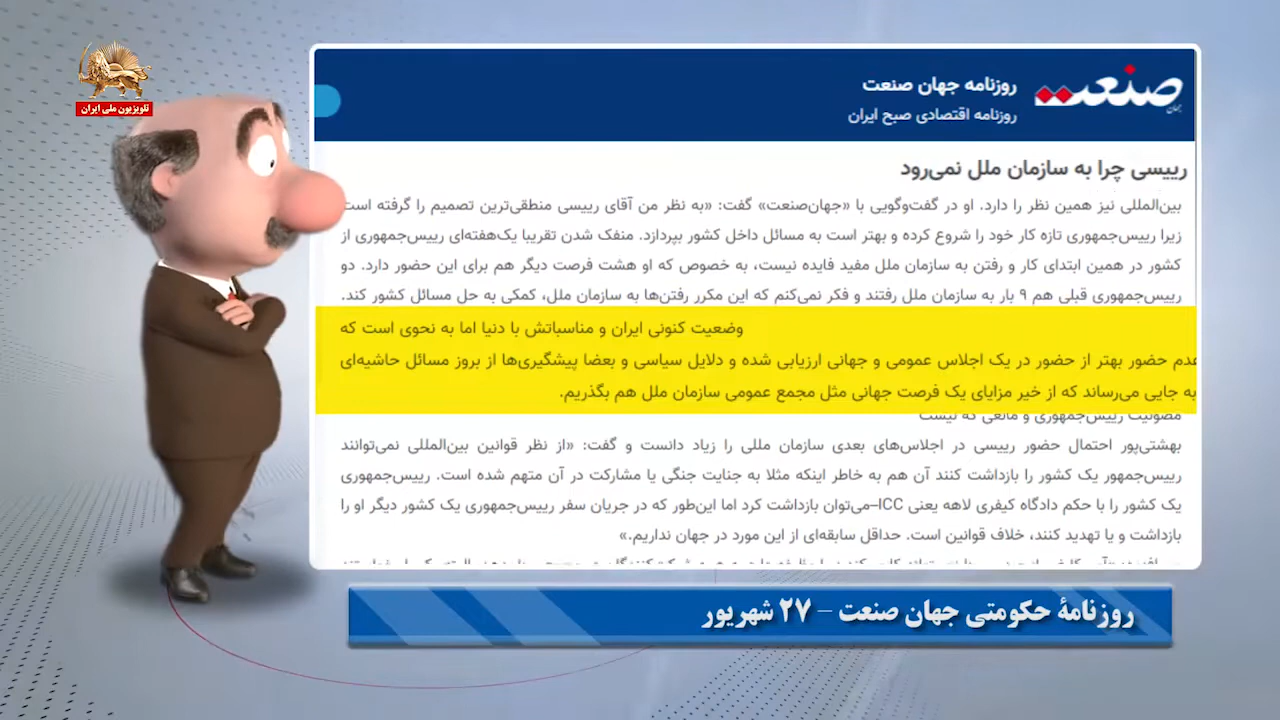 تلویزیون ملی ایران
صنعت
جهان
روزنامه جهان صنعت
روزنامه اقتصادی صبح ایران
رییسی چرا به سازمان ملل نمی‌رود
بین‌المللی نیز همین نظر را دارد. او در گفت‌وگویی با «جهان‌صنعت» گفت: «به نظر من آقای رییسی منطقی‌ترین تصمیم را گرفته است
زیرا رییس‌جمهوری تازه کار خود را شروع کرده و بهتر است به مسائل داخل کشور بپردازد. منفک شدن تقریبا یک‌هفته‌ای رییس‌جمهوری از
کشور در همین ابتدای کار و رفتن به سازمان ملل مفید فایده نیست، به خصوص که او هشت فرصت دیگر هم برای این حضور دارد. دو
رییس‌جمهوری قبلی هم ۹ بار به سازمان ملل رفتند و فکر نمی‌کنم که این مکرر رفتن‌ها به سازمان ملل، کمکی به حل مسائل کشور کند.
وضعیت کنونی ایران و مناسباتش با دنیا اما به نحوی است که
عدم حضور بهتر از حضور در یک اجلاس عمومی و جهانی ارزیابی شده و دلایل سیاسی و بعضا پیشگیری‌ها از بروز مسائل حاشیه‌ای
به جایی می‌رساند که از خیر مزایای یک فرصت جهانی مثل مجمع عمومی سازمان ملل هم بگذریم.
مصونیت رییس‌جمهوری و مانعی که نیست
بهشتی‌پور احتمال حضور رییسی در اجلاس‌های بعدی سازمان مللی را زیاد دانست و گفت: «از نظر قوانین بین‌المللی نمی‌توانند
رییس‌جمهور یک کشور را بازداشت کنند آن هم به خاطر اینکه مثلا به جنایت جنگی یا مشارکت در آن متهم شده است. رییس‌جمهوری
یک کشور را با حکم دادگاه کیفری لاهه یعنی ICC–می‌توان بازداشت کرد اما این‌طور که در جریان سفر رییس‌جمهوری یک کشور دیگر او را
بازداشت و یا تهدید کنند، خلاف قوانین است. حداقل سابقه‌ای از این مورد در جهان نداریم.»
روزنامهٔ حکومتی جهان صنعت – ۲۷ شهریور